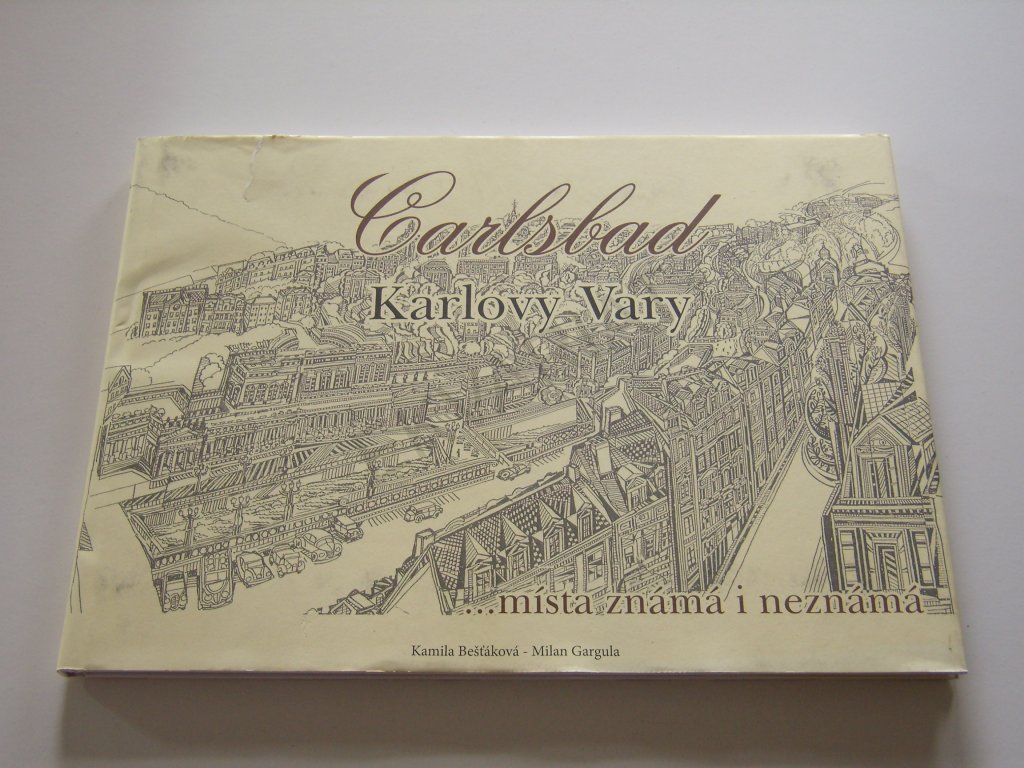 Carlsbad
Karlovy Vary
...místa známá i neznámá
Kamila Bešťáková - Milan Gargula